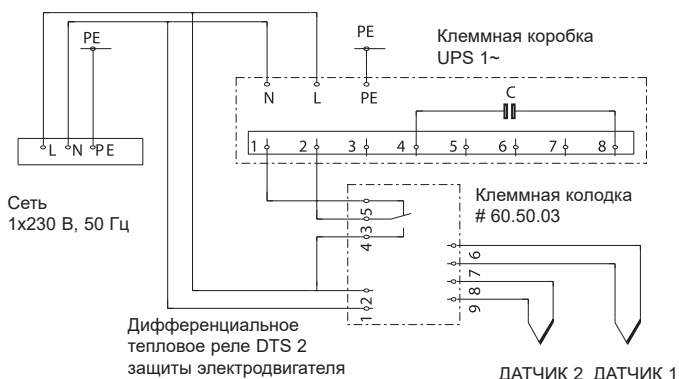 PE
PE
Клеммная коробка
UPS 1~
C
N L PE
L N PE
1 2 3 4 5 6 7 8
Сеть
1x230 В, 50 Гц
Клеммная колодка
# 60.50.03
5
3
4
6
7
8
9
2
1
Дифференциальное
тепловое реле DTS 2
защиты электродвигателя
ДАТЧИК 2 ДАТЧИК 1